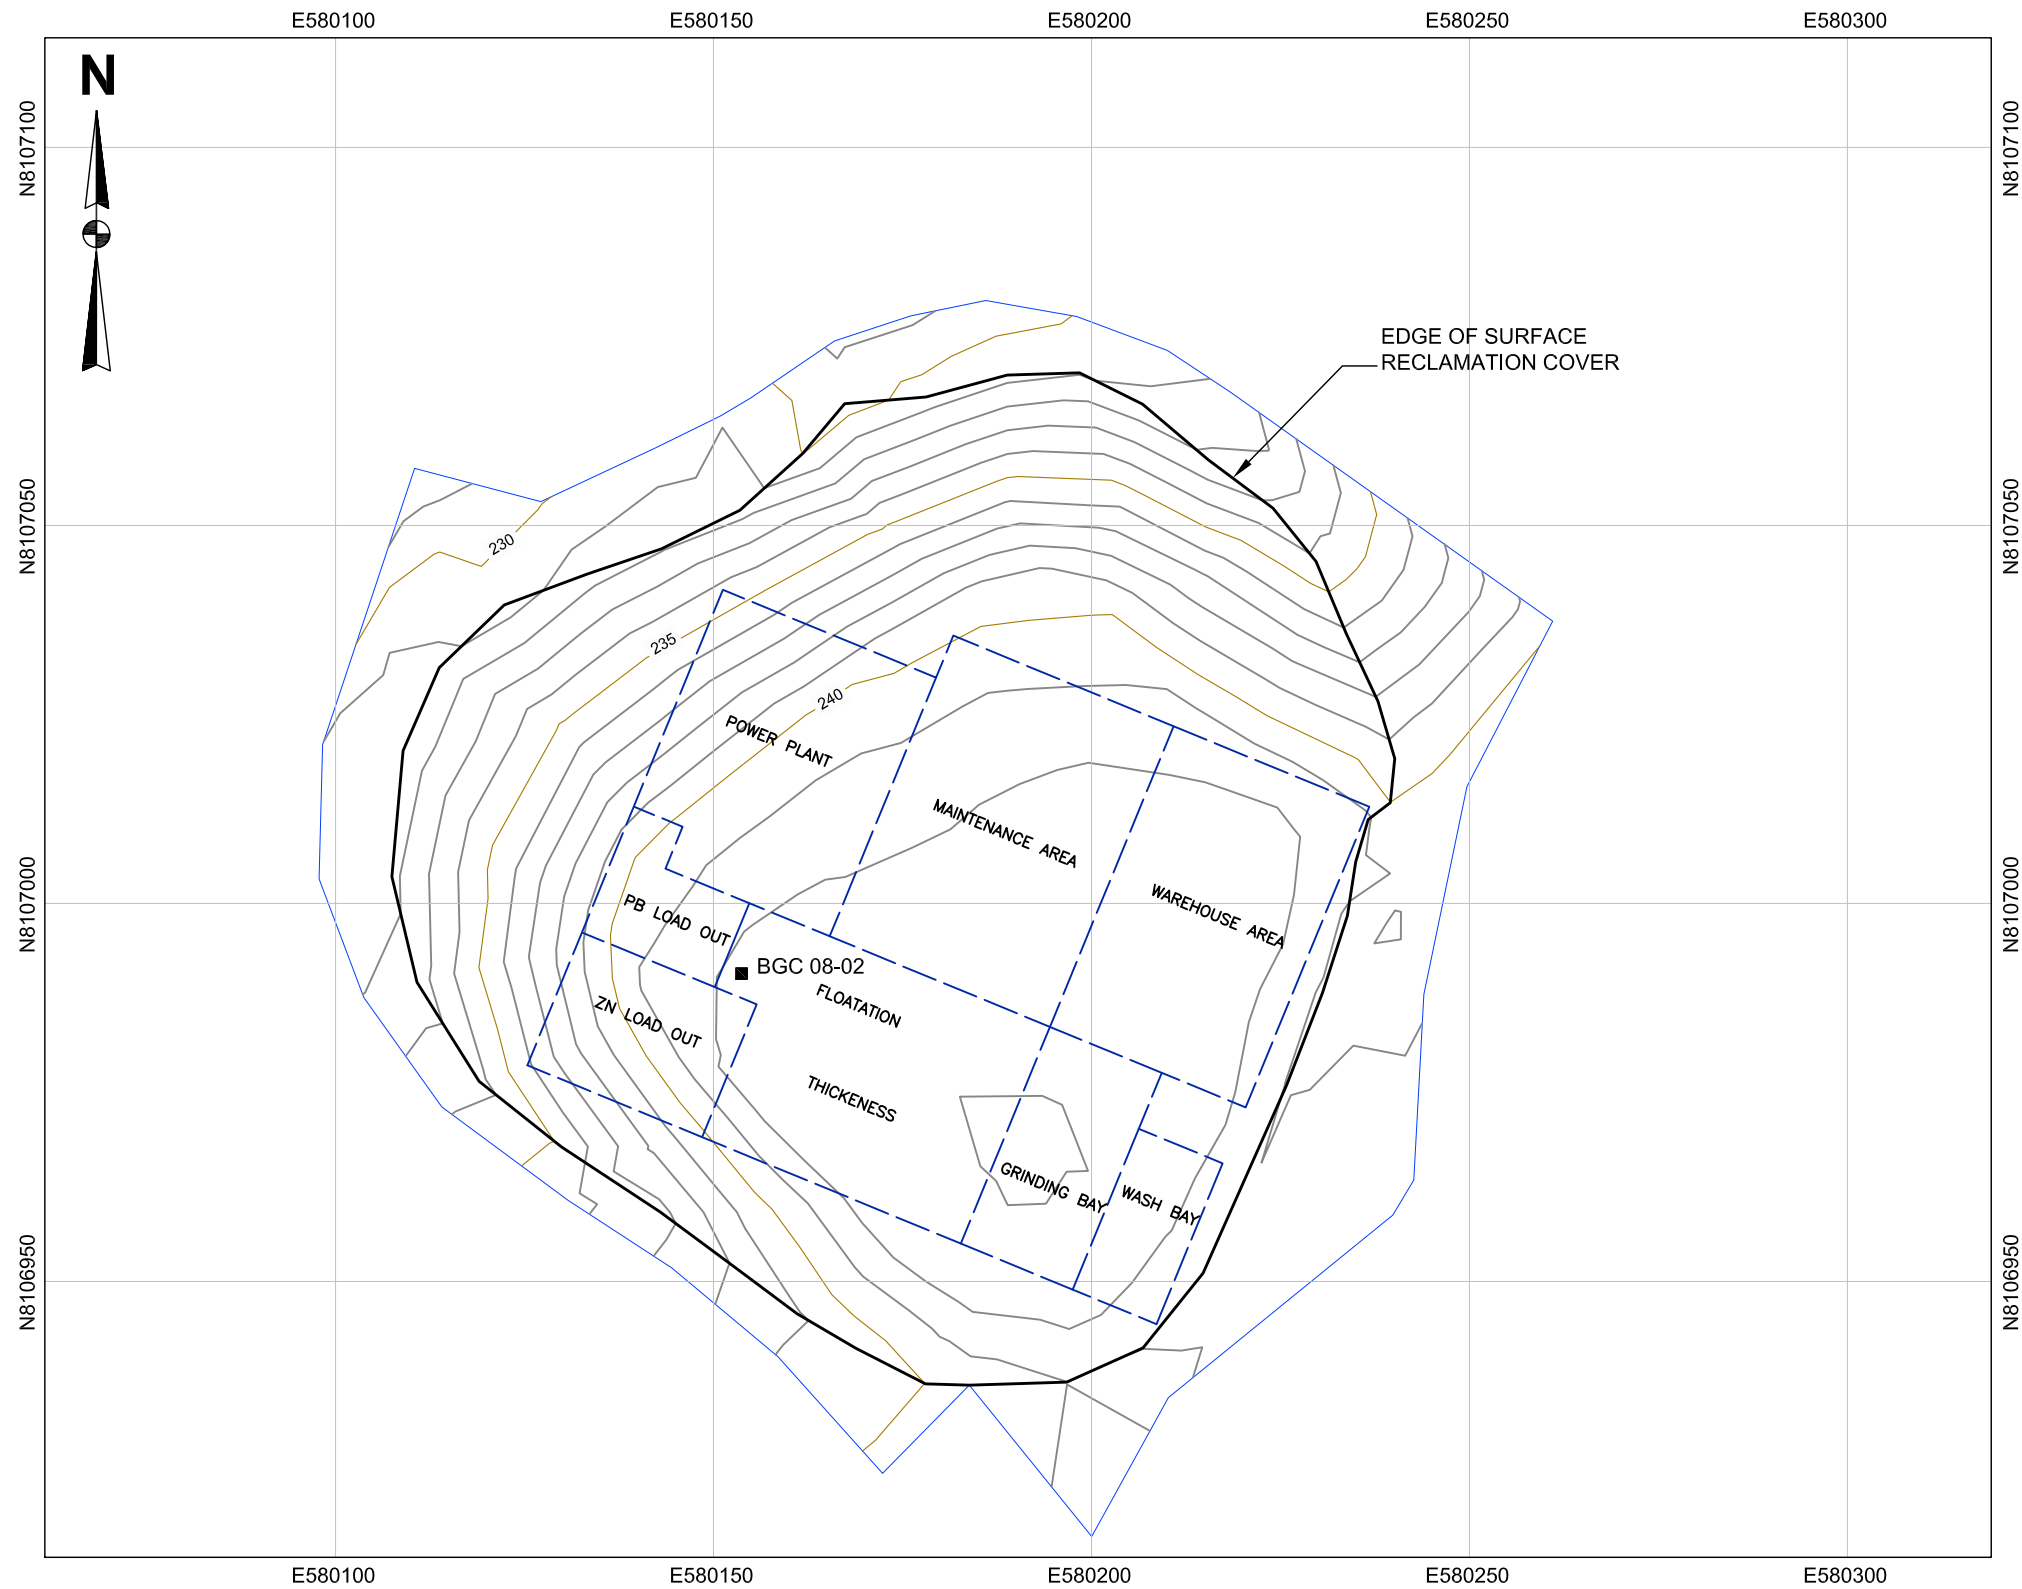 E580100 E580150 E580200 E580250 E580300
N
N8107100 N8107100
EDGE OF SURFACE
RECLAMATION COVER
N8107050 N8107050
230
235
240
POWER PLANT
MAINTENANCE AREA
WAREHOUSE AREA
N8107000 N8107000
PB LOAD OUT
BGC 08-02
FLOATATION
ZN LOAD OUT
THICKENESS
GRINDING BAY
WASH BAY
N8106950 N8106950
E580100 E580150 E580200 E580250 E580300